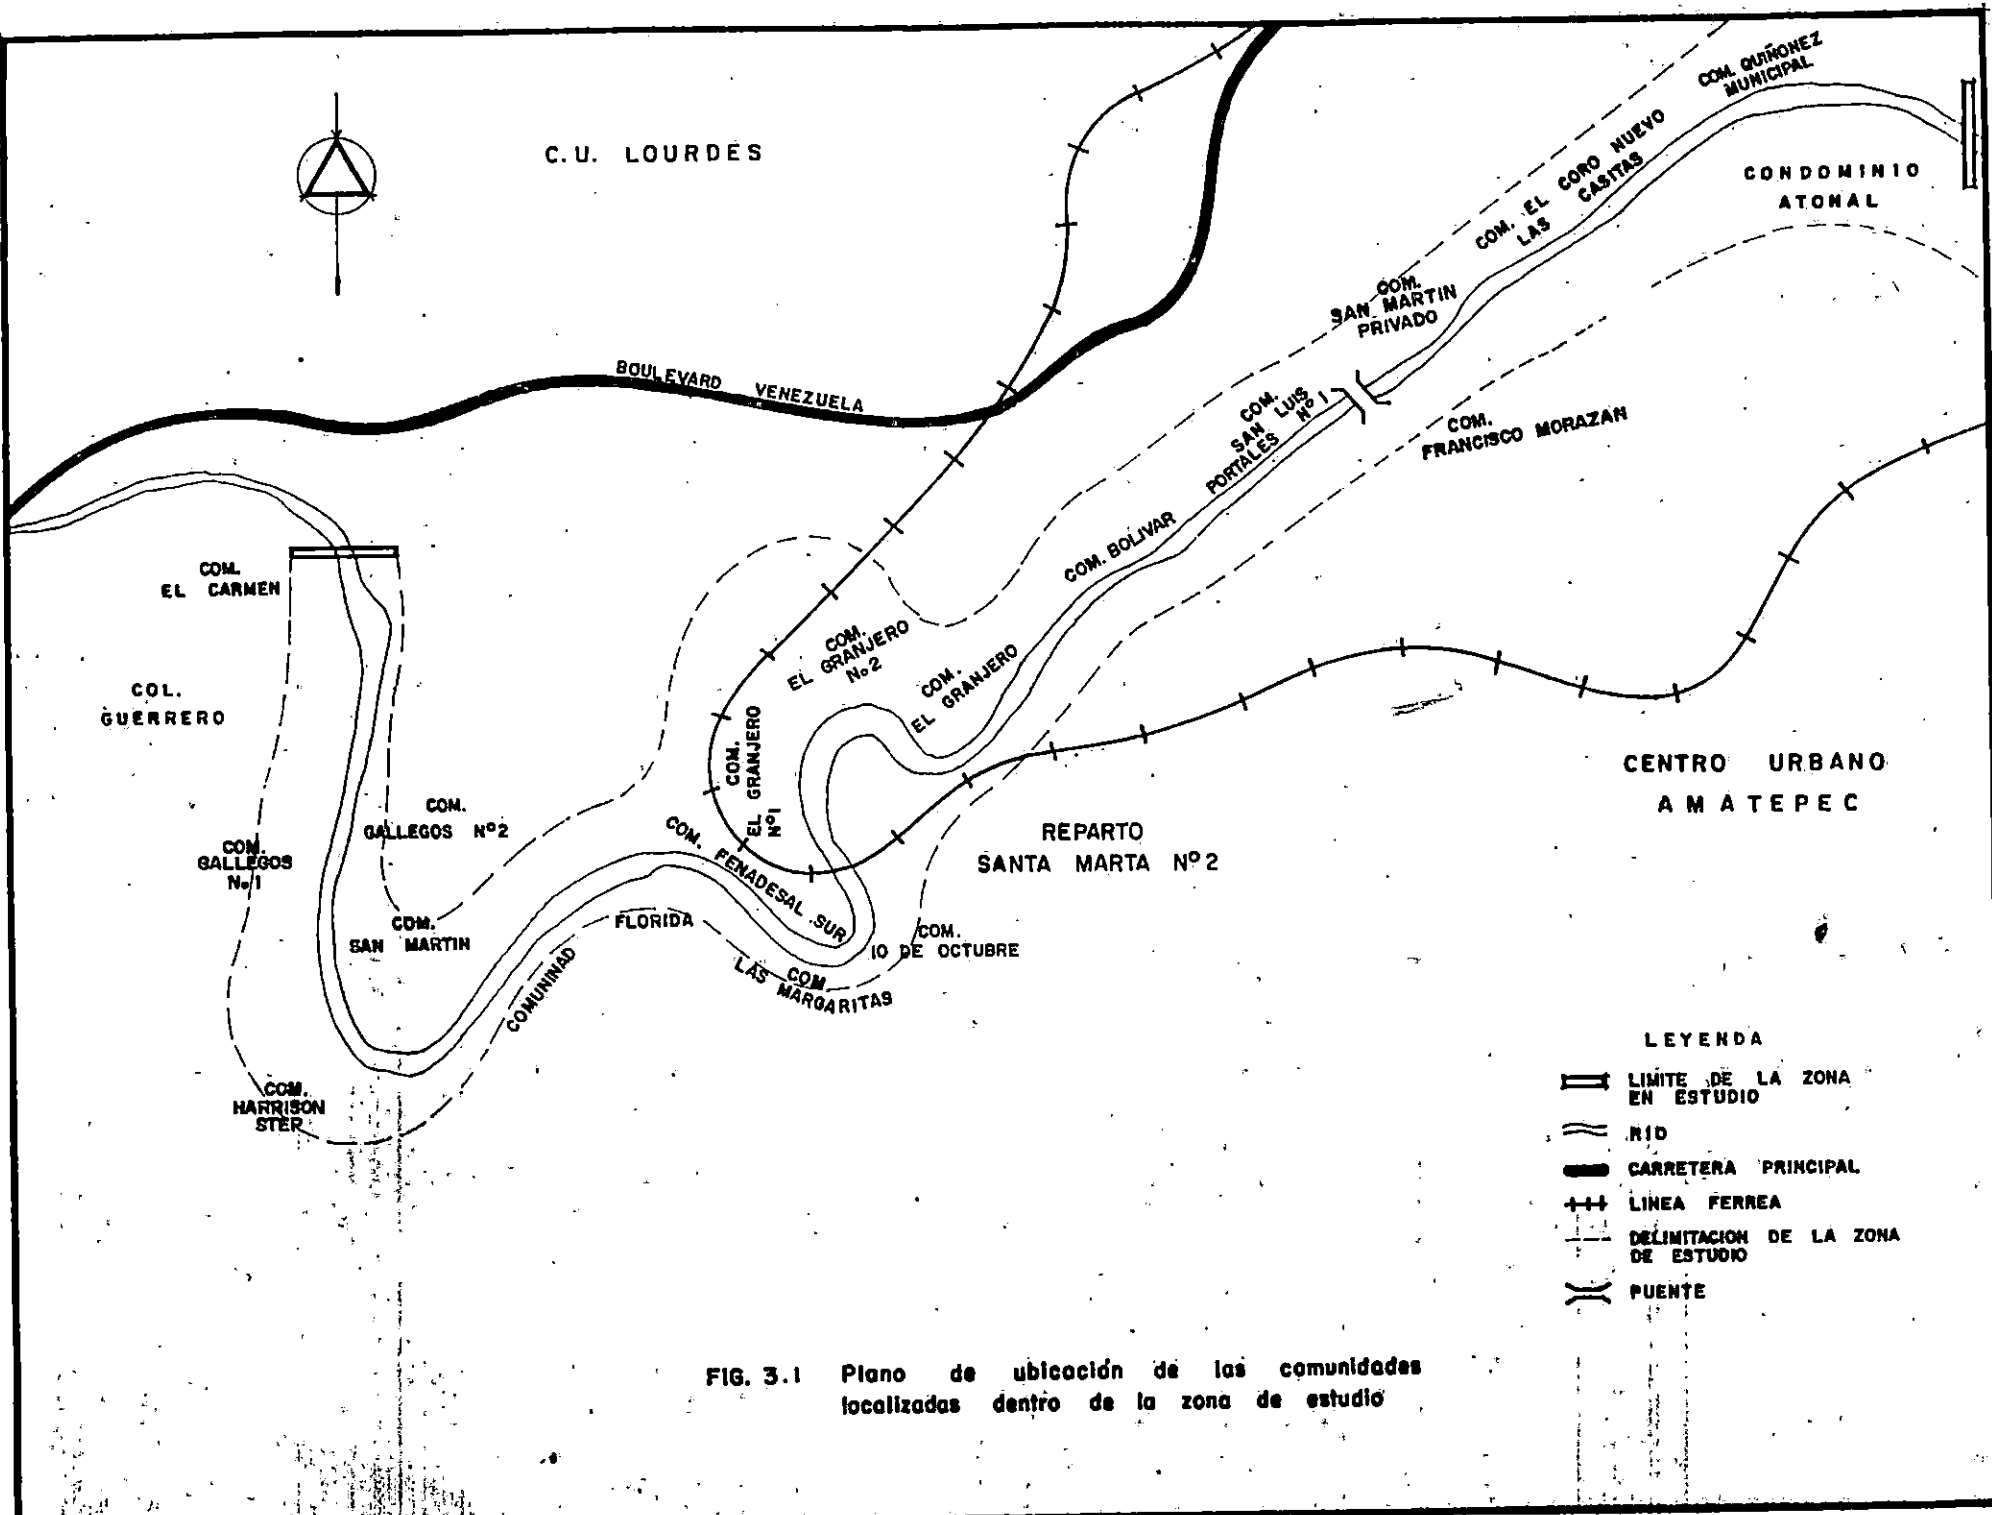 COM. QUIÑONEZ
MUNICIPAL
C.U. LOURDES
COM. EL CORO NUEVO
LAS CASITAS
CONDOMINIO
ATONAL
COM.
SAN MARTIN
PRIVADO
BOULEVARD VENEZUELA
COM.
SAN LUIS
PORTALES Nº 1
COM.
FRANCISCO MORAZAN
COM. BOLIVAR
COM.
EL CARMEN
COM.
EL GRANJERO
No 2
COM.
EL GRANJERO
COL.
GUERRERO
COM.
EL GRANJERO
Nº1
CENTRO URBANO
AMATEPEC
COM.
GALLEGOS Nº2
COM.
GALLEGOS
No 1
REPARTO
SANTA MARTA Nº2
COM. FENADESAL SUR
COM.
SAN MARTIN
COMUNINAD FLORIDA
COM.
10 DE OCTUBRE
COM.
LAS MARGARITAS
COM.
HARRISON
STER
LEYENDA
LIMITE DE LA ZONA
EN ESTUDIO
RIO
CARRETERA PRINCIPAL
LINEA FERREA
DELIMITACION DE LA ZONA
DE ESTUDIO
PUENTE
FIG. 3.1 Plano de ubicación de las comunidades
localizadas dentro de la zona de estudio